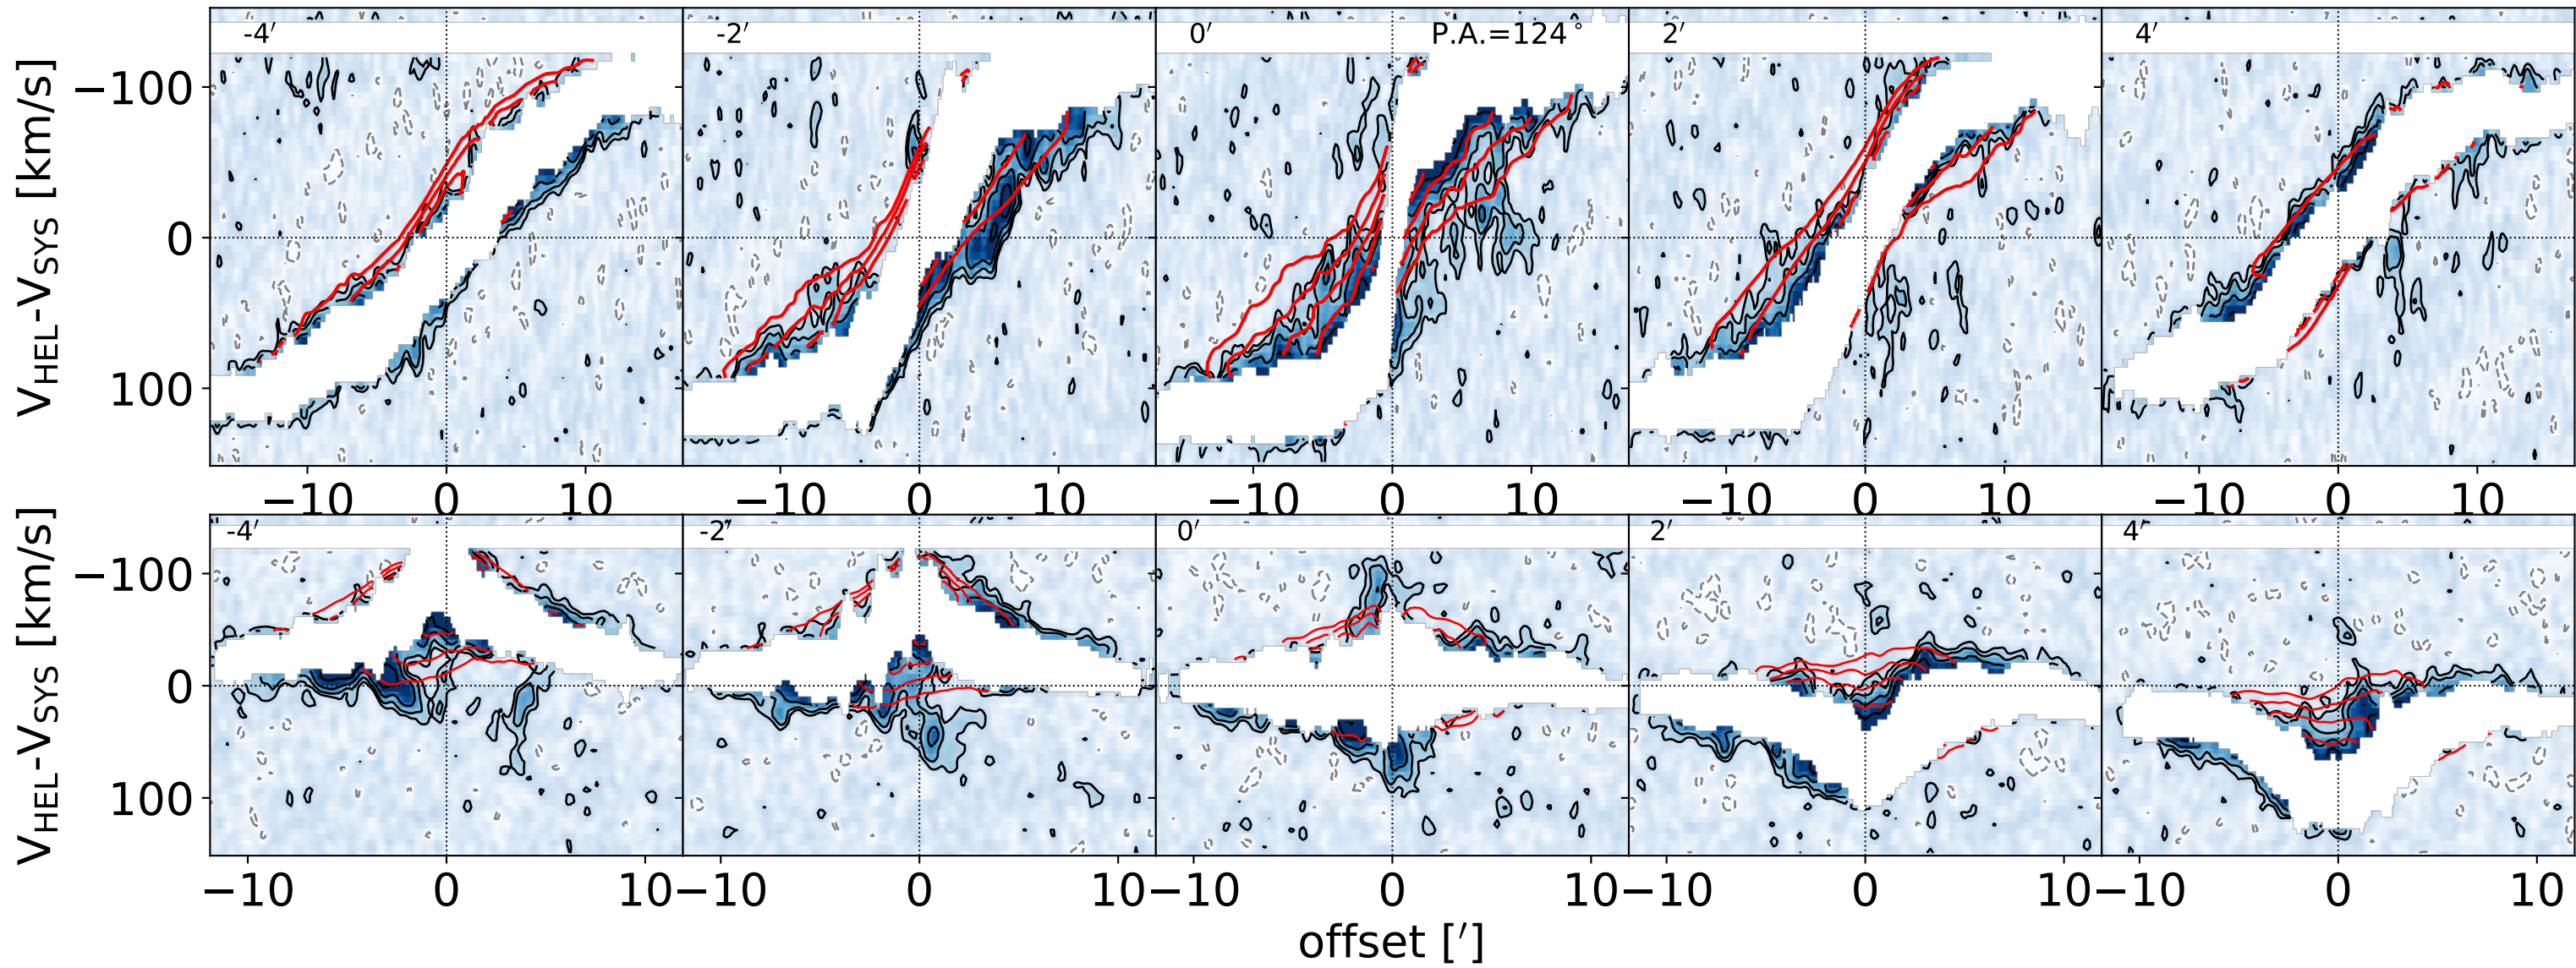 -4′ -2′ 0′ P.A.=124° 2′ 4′
V_HEL-V_SYS [km/s]
−100
0
100
−10 0 10 −10 0 10 −10 0 10 −10 0 10 −10 0 10
-4′ -2′ 0′ 2′ 4′
V_HEL-V_SYS [km/s]
−100
0
100
−10 0 10 −10 0 10 −10 0 10 −10 0 10 −10 0 10
offset [′]